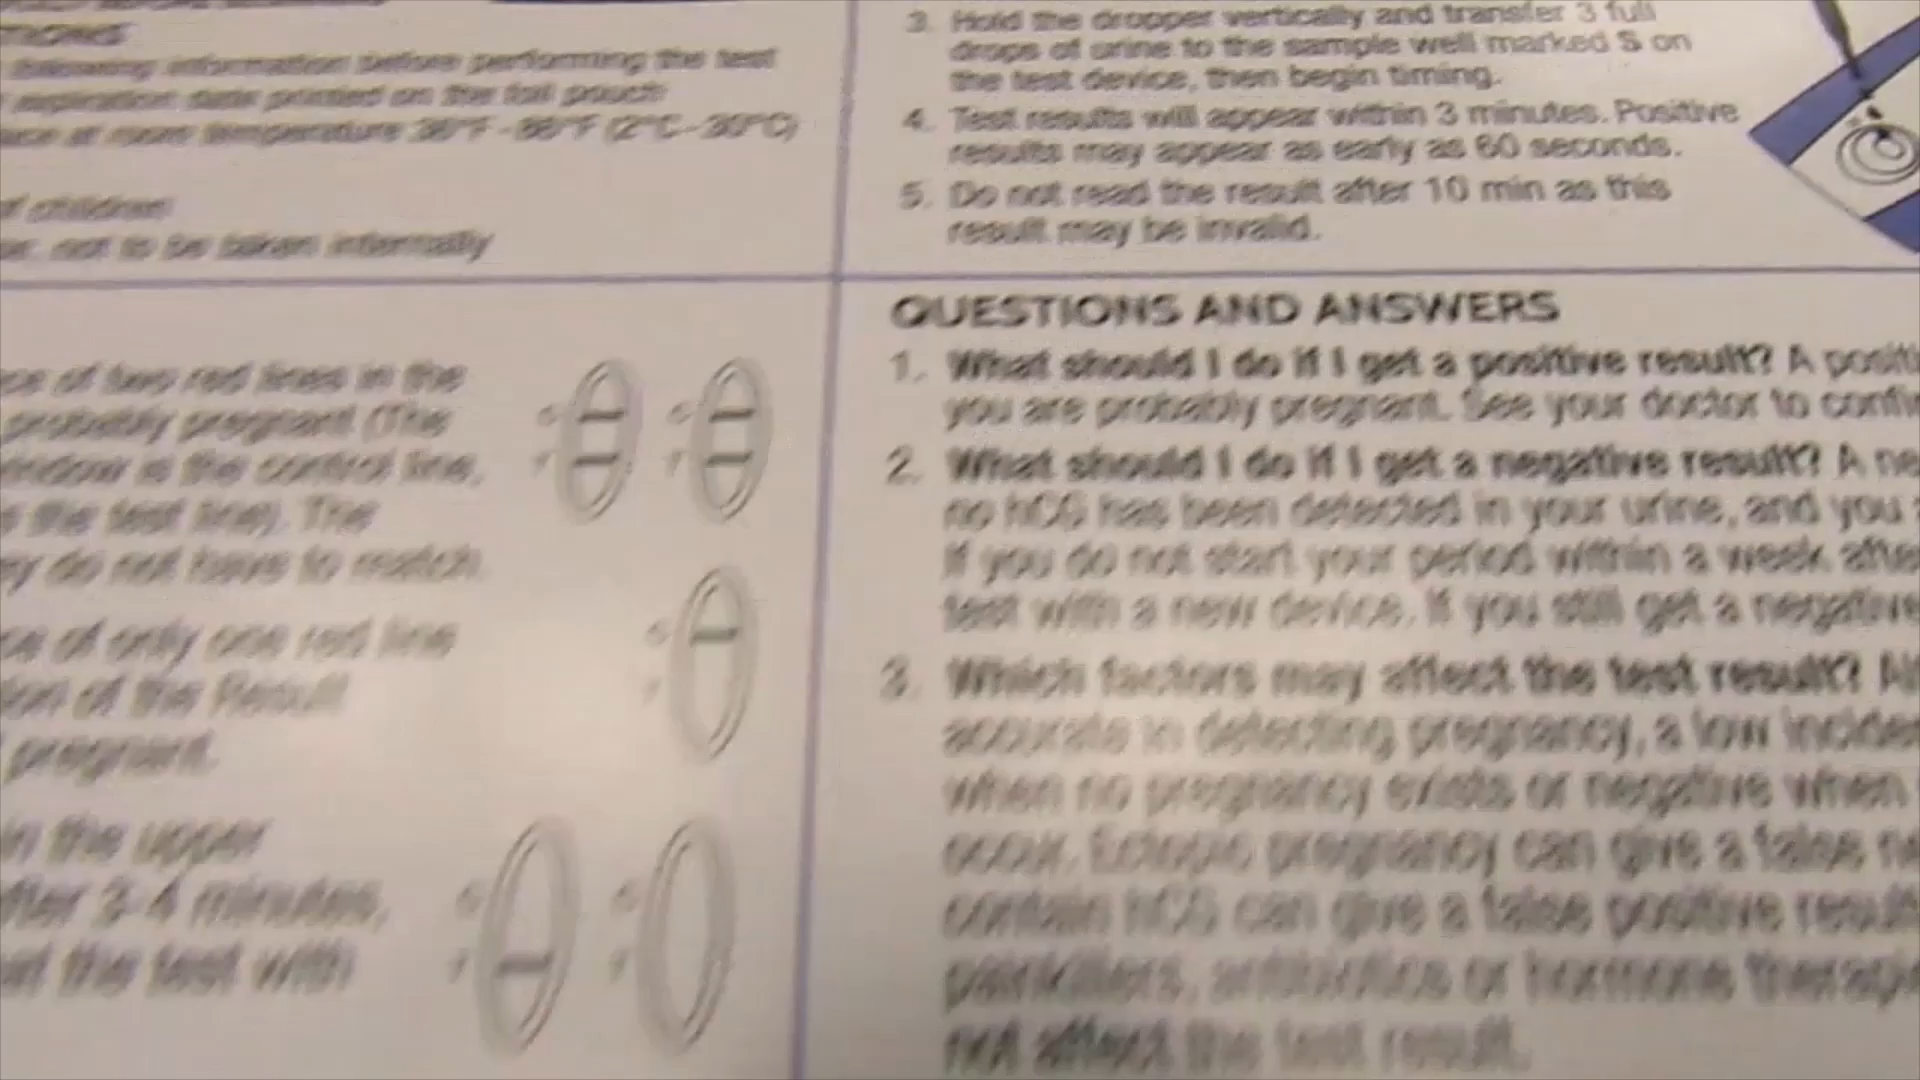 following information before performing the test
expiration date printed on the foil pouch
at room temperature 36°F - 86°F (2°C - 30°C)
of children
not to be taken internally
of two red lines in the
probably pregnant (The
window is the control line,
the test line). The
do not have to match.
C C
T T
of only one red line
of the Result
pregnant.
C
T
in the upper
3-4 minutes,
the test with
C C
T T
3. Hold the dropper vertically and transfer 3 full
drops of urine to the sample well marked S on
the test device, then begin timing.
4. Test results will appear within 3 minutes. Positive
results may appear as early as 60 seconds.
5. Do not read the result after 10 min as this
result may be invalid.
QUESTIONS AND ANSWERS
1. What should I do if I get a positive result? A
you are probably pregnant. See your doctor to
2. What should I do if I get a negative result? A
no hCG has been detected in your urine, and you
If you do not start your period within a week
test with a new device. If you still get a negative
3. Which factors may affect the test result?
accurate in detecting pregnancy, a low
when no pregnancy exists or negative when
occur. Ectopic pregnancy can give a false
contain hCG can give a false positive
painkillers, antibiotics or hormone
not affect the test result.